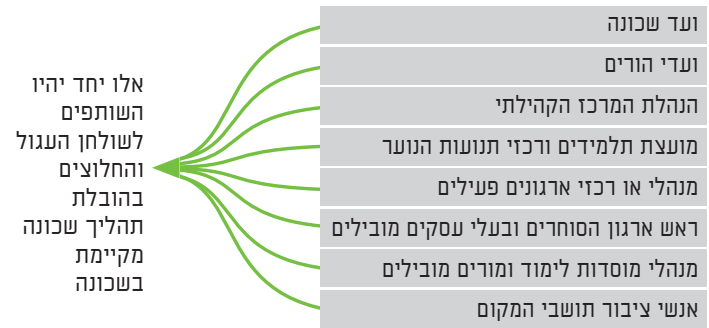 ועד שכונה
ועדי הורים
הנהלת המרכז הקהילתי
מועצת תלמידים ורכזי תנועות הנוער
מנהלי או רכזי ארגונים פעילים
ראש ארגון הסוחרים ובעלי עסקים מובילים
מנהלי מוסדות לימוד ומורים מובילים
אנשי ציבור תושבי המקום
אלו יחד יהיו
השותפים
לשולחן העגול
והחלוצים
בהובלת
תהליך שכונה
מקיימת
בשכונה